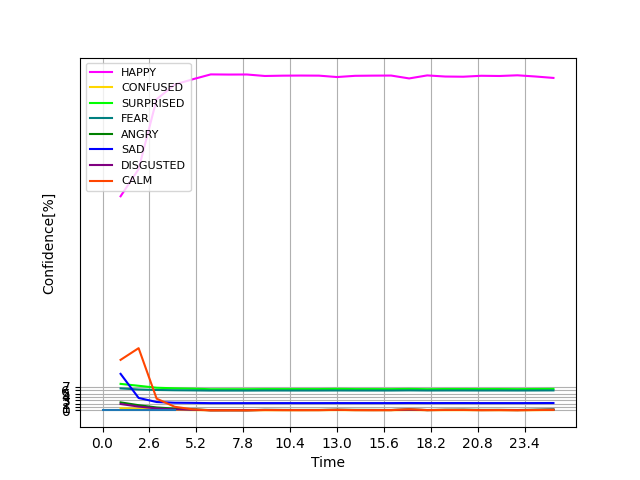 HAPPY
CONFUSED
SURPRISED
FEAR
ANGRY
SAD
DISGUSTED
CALM
Confidence[%]
7
0.0 2.6 5.2 7.8 10.4 13.0 15.6 18.2 20.8 23.4
Time